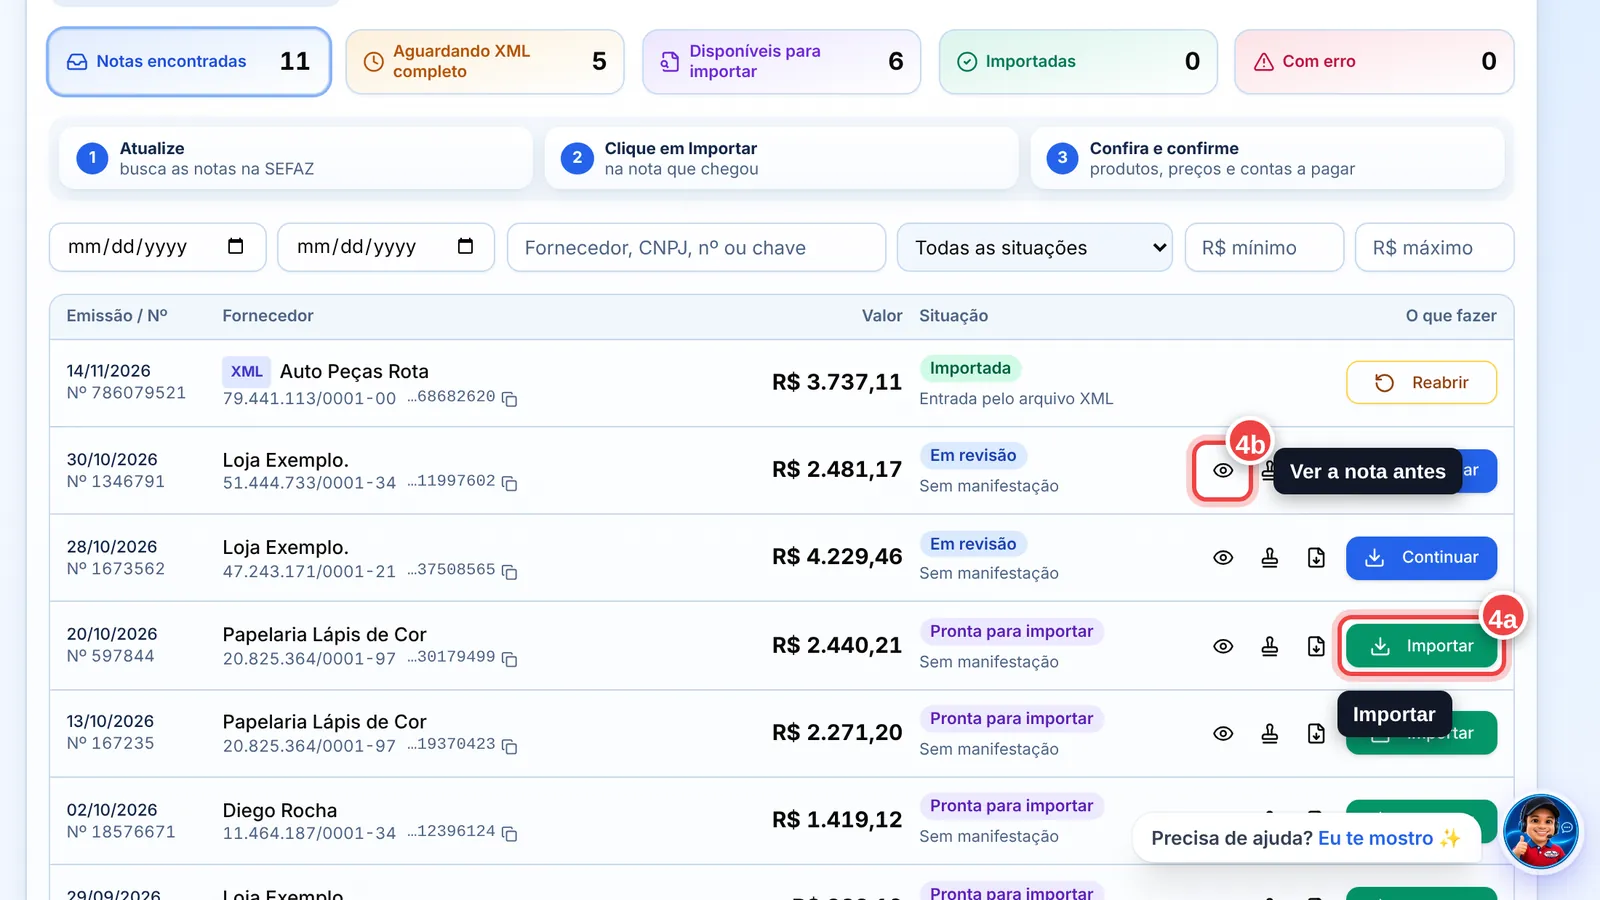 Notas encontradas 11
Aguardando XML completo 5
Disponíveis para importar 6
Importadas 0
Com erro 0
1 Atualize
busca as notas na SEFAZ
2 Clique em Importar
na nota que chegou
3 Confira e confirme
produtos, preços e contas a pagar
mm/dd/yyyy mm/dd/yyyy Fornecedor, CNPJ, nº ou chave Todas as situações R$ mínimo R$ máximo
Emissão / Nº Fornecedor Valor Situação O que fazer
14/11/2026 XML Auto Peças Rota R$ 3.737,11 Importada Reabrir
Nº 786079521 79.441.113/0001-00 …68682620 Entrada pelo arquivo XML
4b
30/10/2026 Loja Exemplo. R$ 2.481,17 Em revisão Ver a nota antes ar
Nº 1346791 51.444.733/0001-34 …11997602 Sem manifestação
28/10/2026 Loja Exemplo. R$ 4.229,46 Em revisão Continuar
Nº 1673562 47.243.171/0001-21 …37508565 Sem manifestação
4a
20/10/2026 Papelaria Lápis de Cor R$ 2.440,21 Pronta para importar Importar
Nº 597844 20.825.364/0001-97 …30179499 Sem manifestação
Importar
13/10/2026 Papelaria Lápis de Cor R$ 2.271,20 Pronta para importar Importar
Nº 167235 20.825.364/0001-97 …19370423 Sem manifestação
02/10/2026 Diego Rocha R$ 1.419,12 Pronta para importar
Nº 18576671 11.464.187/0001-34 …12396124 Sem manifestação
Precisa de ajuda? Eu te mostro ✨
29/09/2026 Loja Exemplo Pronta para importar